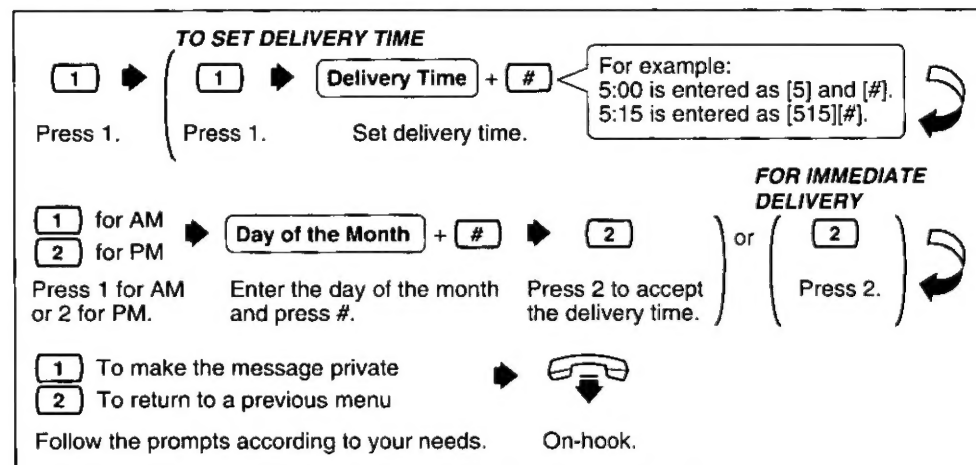 TO SET DELIVERY TIME
1 1 Delivery Time + #
For example:
5:00 is entered as [5] and [#].
5:15 is entered as [515][#].
Press 1. Press 1. Set delivery time.
FOR IMMEDIATE
DELIVERY
1 for AM
2 for PM
Day of the Month + # 2 or 2
Press 1 for AM
or 2 for PM.
Enter the day of the month
and press #.
Press 2 to accept
the delivery time.
Press 2.
1 To make the message private
2 To return to a previous menu
Follow the prompts according to your needs. On-hook.